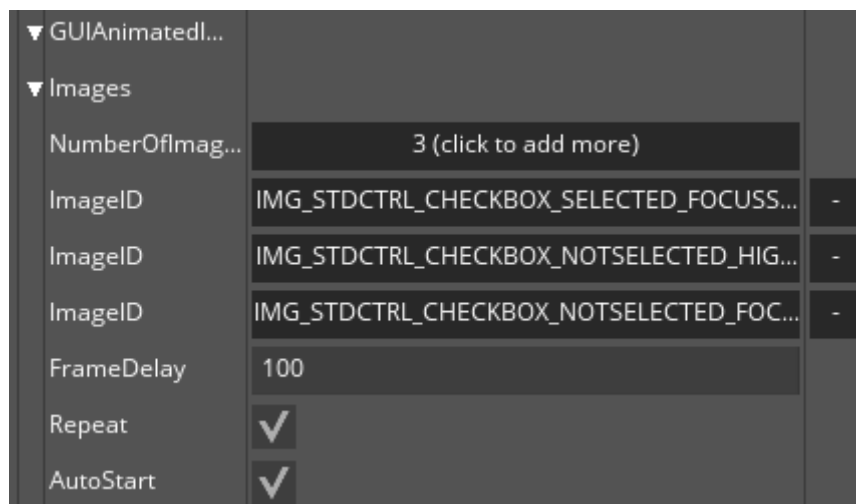 GUIAnimatedI...
Images
NumberOfImag... 3 (click to add more)
ImageID IMG_STDCTRL_CHECKBOX_SELECTED_FOCUSS... -
ImageID IMG_STDCTRL_CHECKBOX_NOTSELECTED_HIG... -
ImageID IMG_STDCTRL_CHECKBOX_NOTSELECTED_FOC... -
FrameDelay 100
Repeat
AutoStart